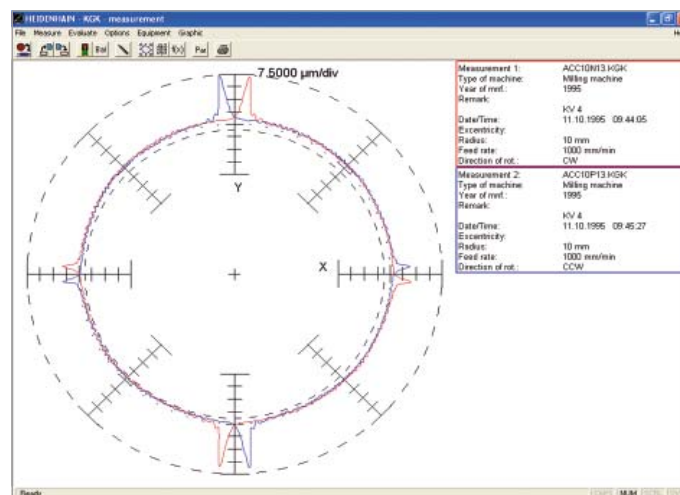 HEIDENHAIN - KGK - measurement
File Measure Evaluate Options Equipment Graphic
Bal f(x) Par
7.5000 µm/div
Y
X
Measurement 1: ACC10N13.KGK
Type of machine: Milling machine
Year of mnf.: 1995
Remark:
KV 4
Date/Time: 11.10.1995 09:44:05
Excentricity:
Radius: 10 mm
Feed rate: 1000 mm/min
Direction of rot.: CW
Measurement 2: ACC10P13.KGK
Type of machine: Milling machine
Year of mnf.: 1995
Remark:
KV 4
Date/Time: 11.10.1995 09:45:27
Excentricity:
Radius: 10 mm
Feed rate: 1000 mm/min
Direction of rot.: CCW
Ready
NUM